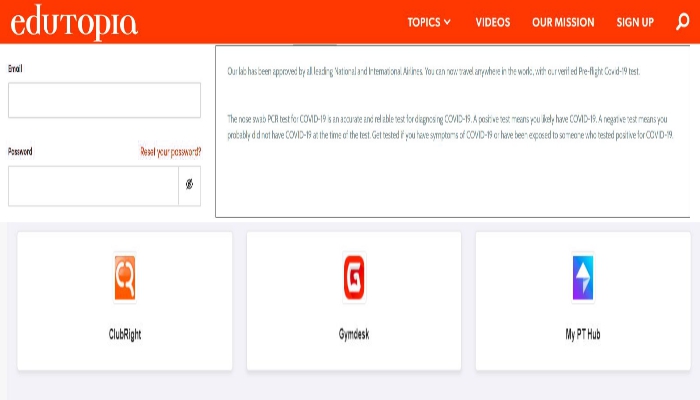 edutopia
TOPICS VIDEOS OUR MISSION SIGN UP
Email
Our lab has been approved by all leading National and International Airlines. You can now travel anywhere in the world, with our verified Pre-flight Covid-19 test.
The nose swab PCR test for COVID-19 is an accurate and reliable test for diagnosing COVID-19. A positive test means you likely have COVID-19. A negative test means you
probably did not have COVID-19 at the time of the test. Get tested if you have symptoms of COVID-19 or have been exposed to someone who tested positive for COVID-19.
Password Reset your password?
ClubRight Gymdesk My PT Hub